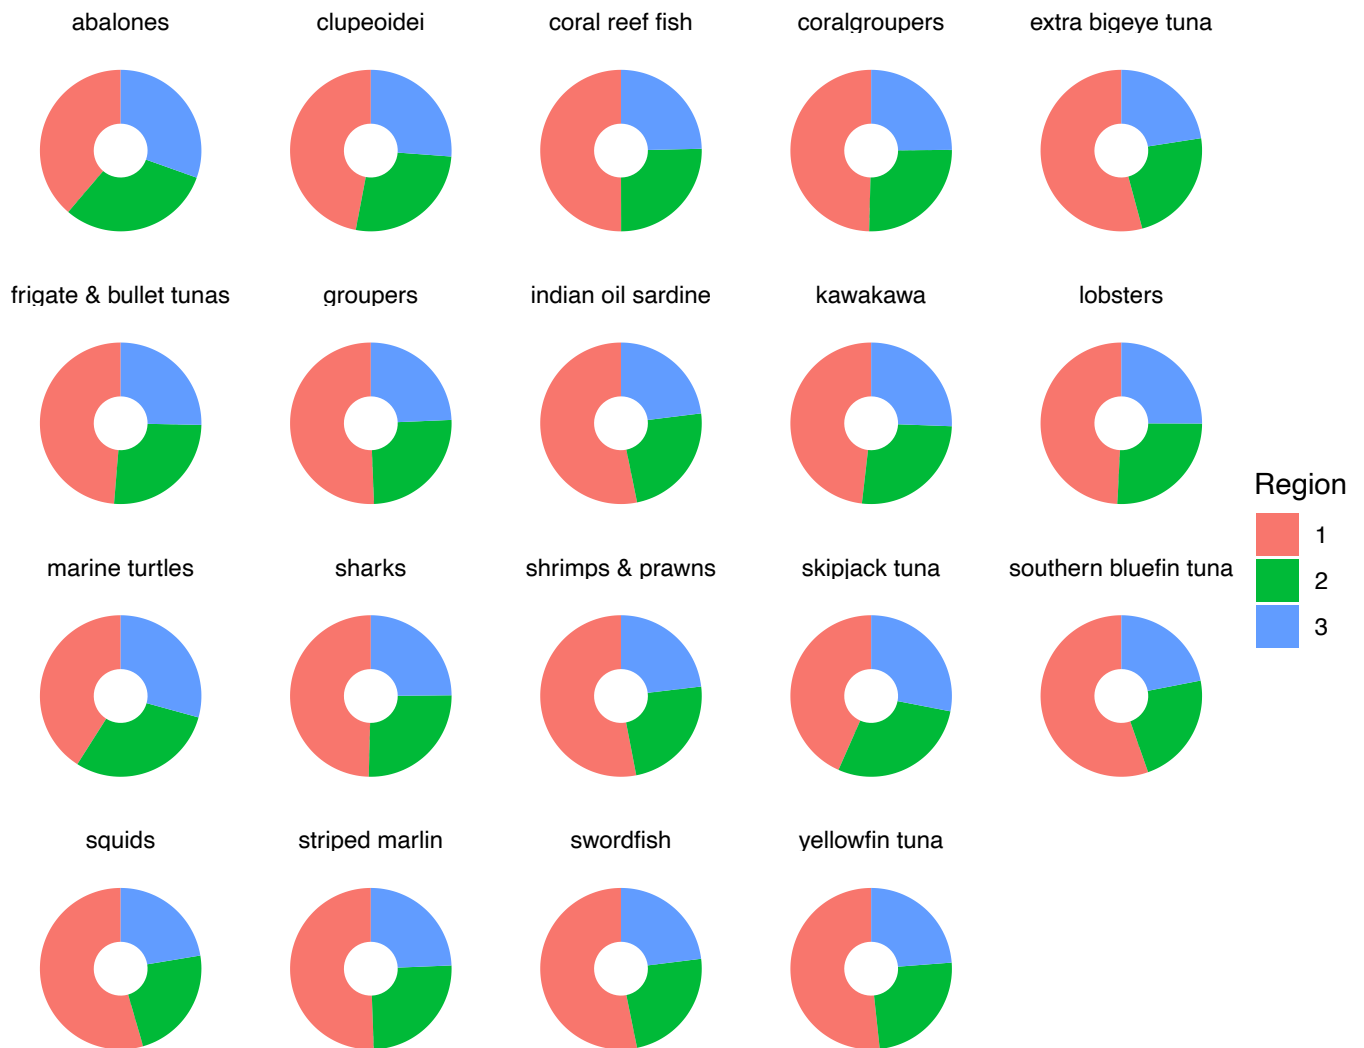 abalones
clupeoidei
coral reef fish
coralgroupers
extra bigeye tuna
frigate & bullet tunas
groupers
indian oil sardine
kawakawa
lobsters
marine turtles
sharks
shrimps & prawns
skipjack tuna
southern bluefin tuna
squids
striped marlin
swordfish
yellowfin tuna
Region
1
2
3